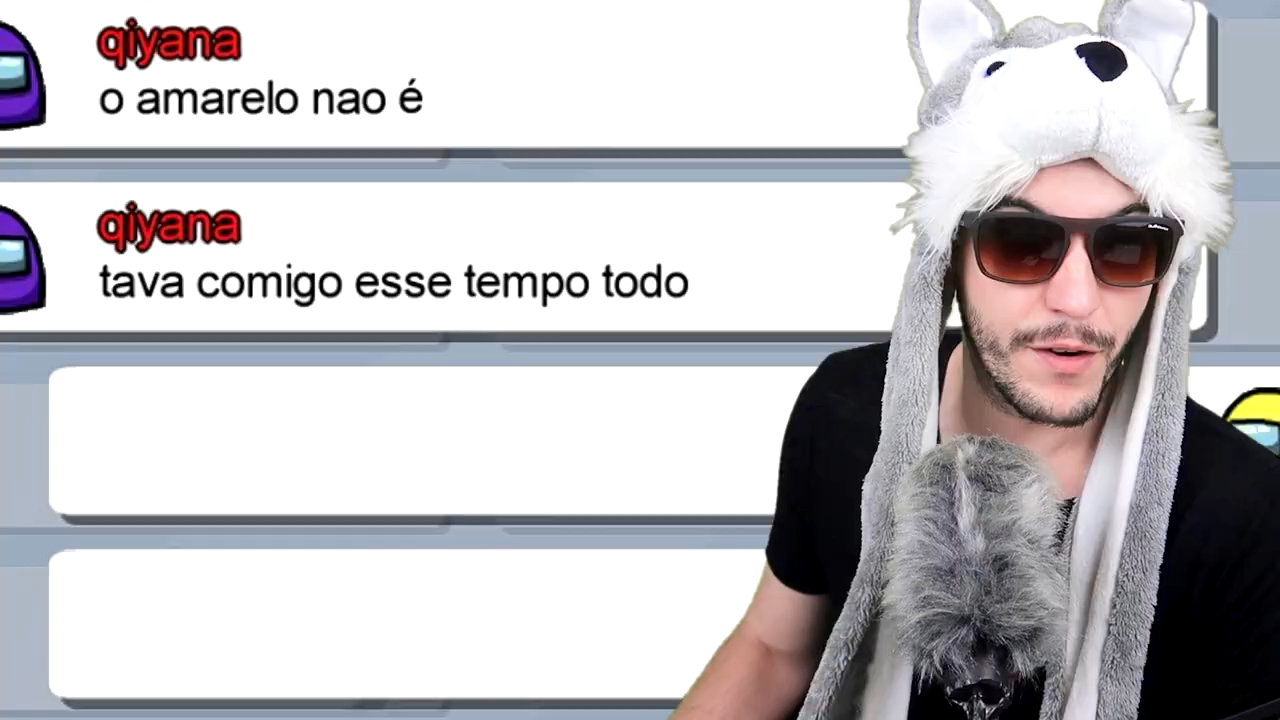 qiyana
o amarelo nao é
qiyana
tava comigo esse tempo todo